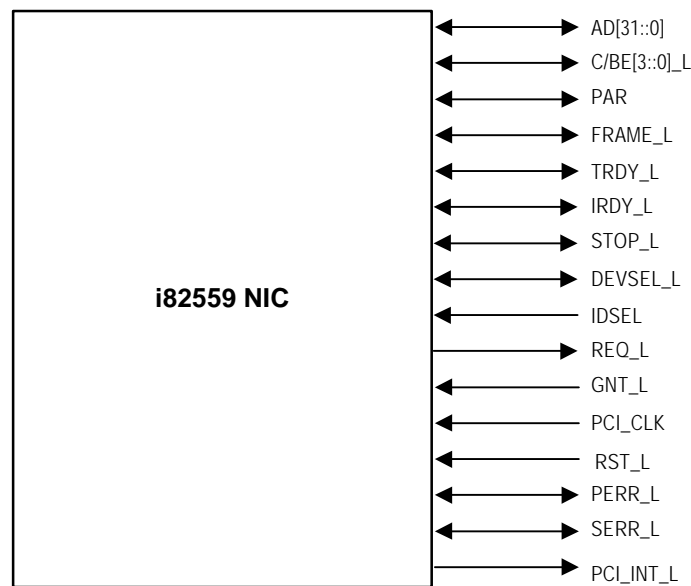 AD[31::0]
C/BE[3::0]_L
PAR
FRAME_L
TRDY_L
IRDY_L
STOP_L
DEVSEL_L
i82559 NIC
IDSEL
REQ_L
GNT_L
PCI_CLK
RST_L
PERR_L
SERR_L
PCI_INT_L